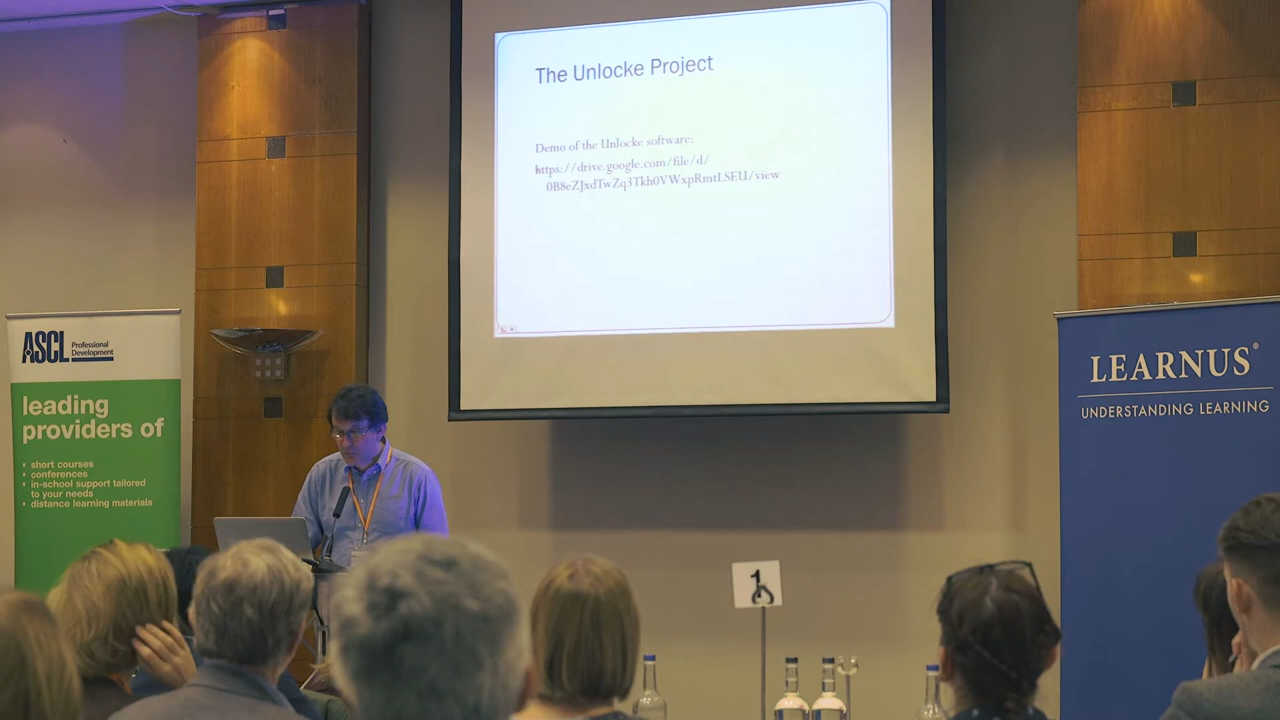 The Unlocke Project
Demo of the Unlocke software:
https://drive.google.com/file/d/
0B8eZJxdTwZq3Tkh0VWxpRmtLSEU/view
ASCL Professional
Development
leading
providers of
• short courses
• conferences
• in-school support tailored
to your needs
• distance learning materials
LEARNUS®
UNDERSTANDING LEARNING
1